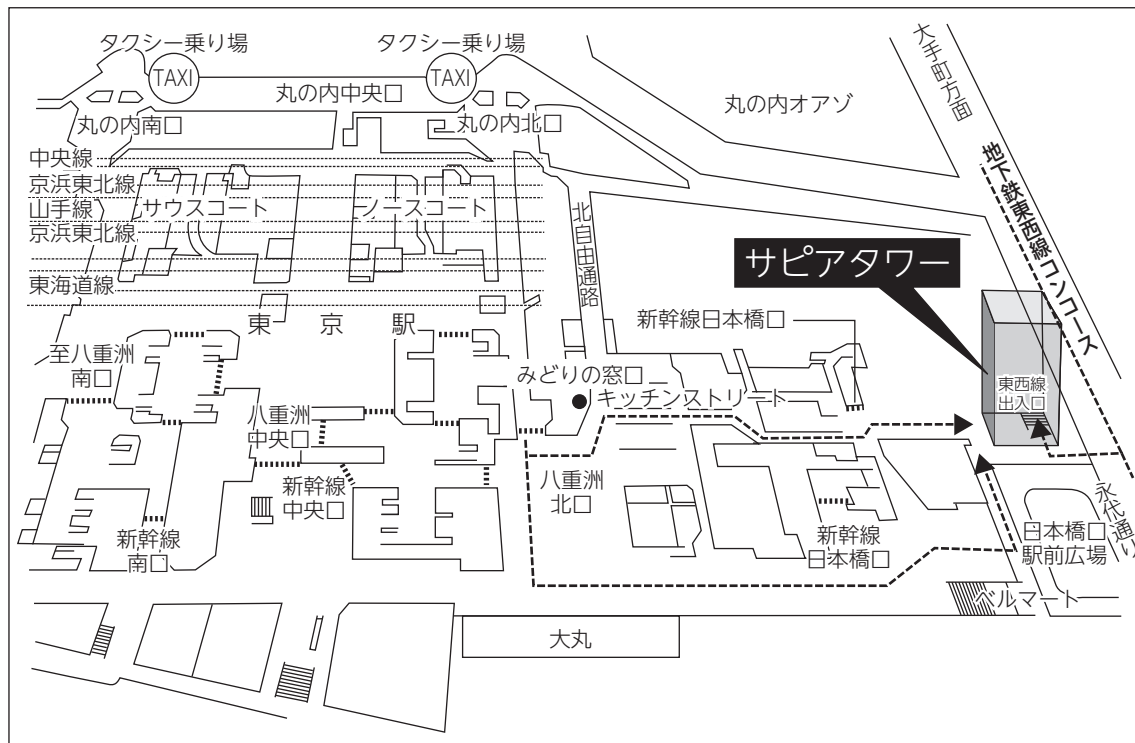 タクシー乗り場
タクシー乗り場
TAXI
TAXI
丸の内中央口
丸の内南口
丸の内北口
丸の内オアゾ
大手町方面
中央線
京浜東北線
山手線
京浜東北線
東海道線
サウスコート
ノースコート
北自由通路
地下鉄東西線コンコース
サピアタワー
東京駅
新幹線日本橋口
至八重洲
南口
みどりの窓口
キッチンストリート
東西線
出入口
八重洲
中央口
新幹線
中央口
八重洲
北口
新幹線
南口
新幹線
日本橋口
日本橋口
駅前広場
永代通り
ベルマート
大丸